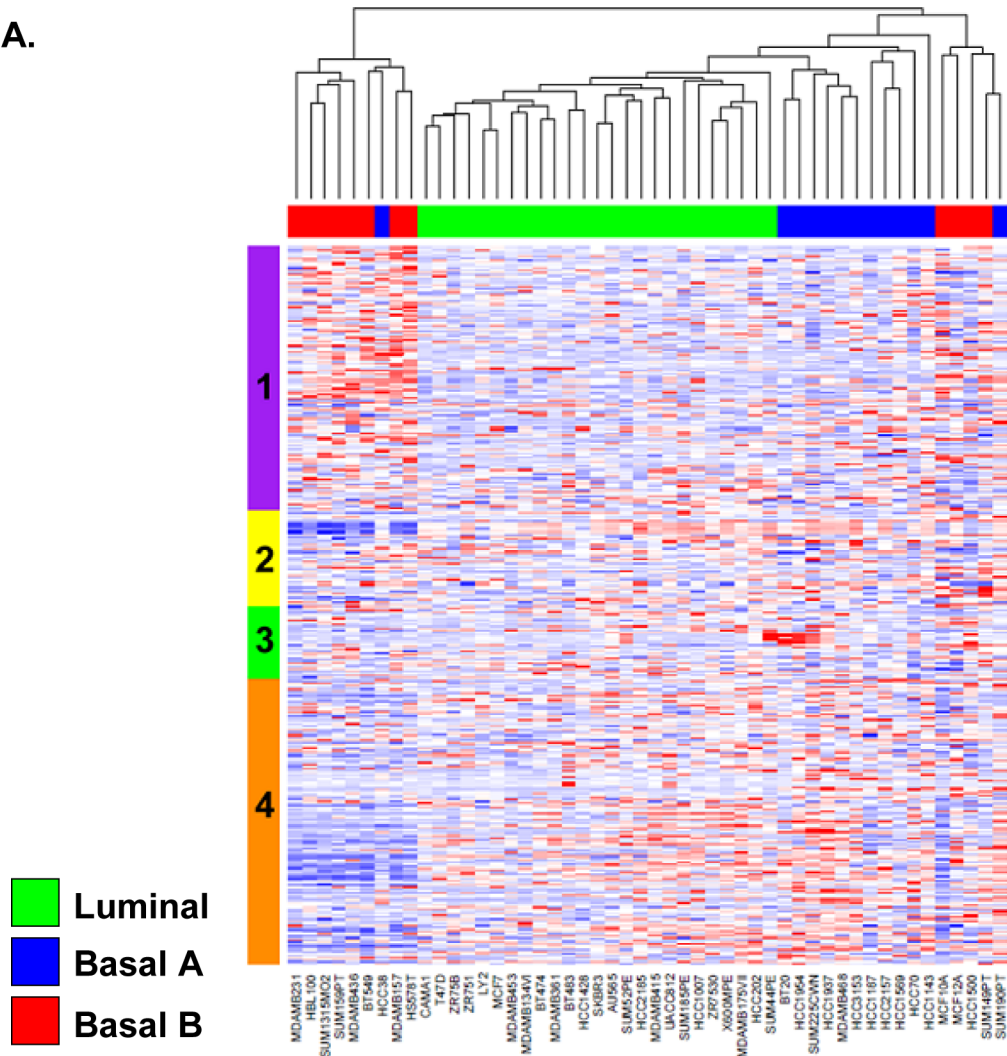 A.
1
2
3
4
Luminal
Basal A
Basal B
MDAMB231
HBL100
SUM1315MO2
SUM159PT
MDAMB436
BT549
HCC38
MDAMB157
HS578T
CAMA1
T47D
ZR75B
ZR751
LY2
MCF7
MDAMB453
MDAMB134VI
BT474
MDAMB361
BT483
HCC1428
SKBR3
AU565
SUM52PE
HCC2185
MDAMB415
UACC812
SUM185PE
HCC1007
ZR7530
X600MPE
MDAMB175VII
HCC202
SUM44PE
BT20
HCC1954
SUM225CWN
HCC1937
MDAMB468
HCC3153
HCC1187
HCC2157
HCC1569
HCC70
HCC1143
MCF10A
MCF12A
HCC1500
SUM149PT
SUM190PT